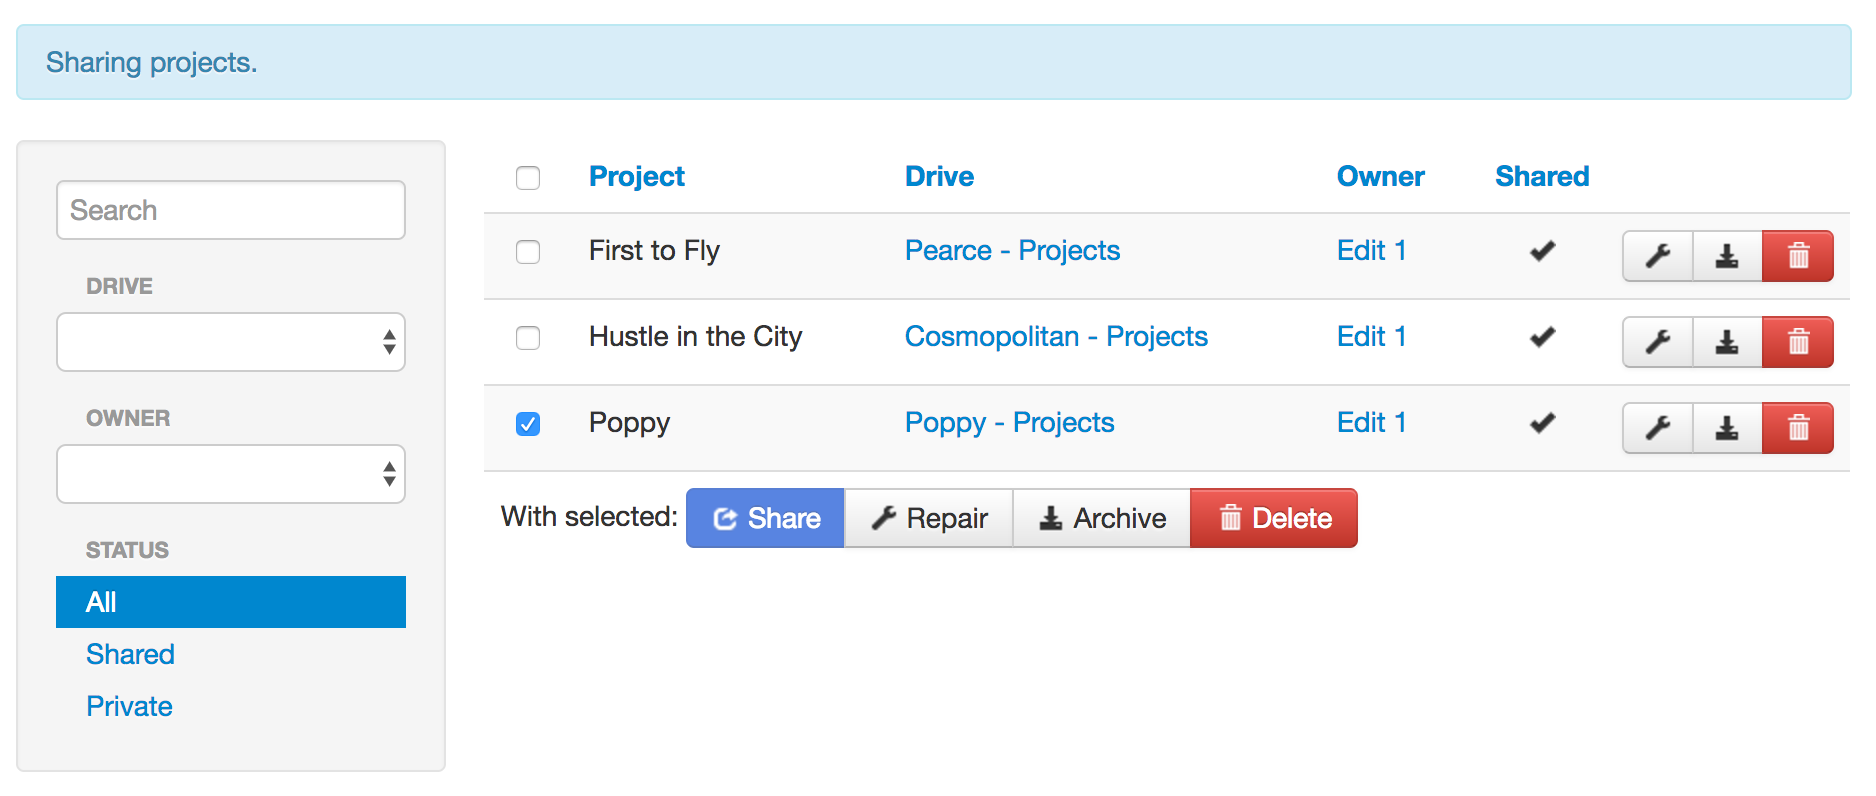 Sharing projects.
Search
DRIVE
OWNER
STATUS
All
Shared
Private
Project Drive Owner Shared
First to Fly Pearce - Projects Edit 1
Hustle in the City Cosmopolitan - Projects Edit 1
Poppy Poppy - Projects Edit 1
With selected: Share Repair Archive Delete